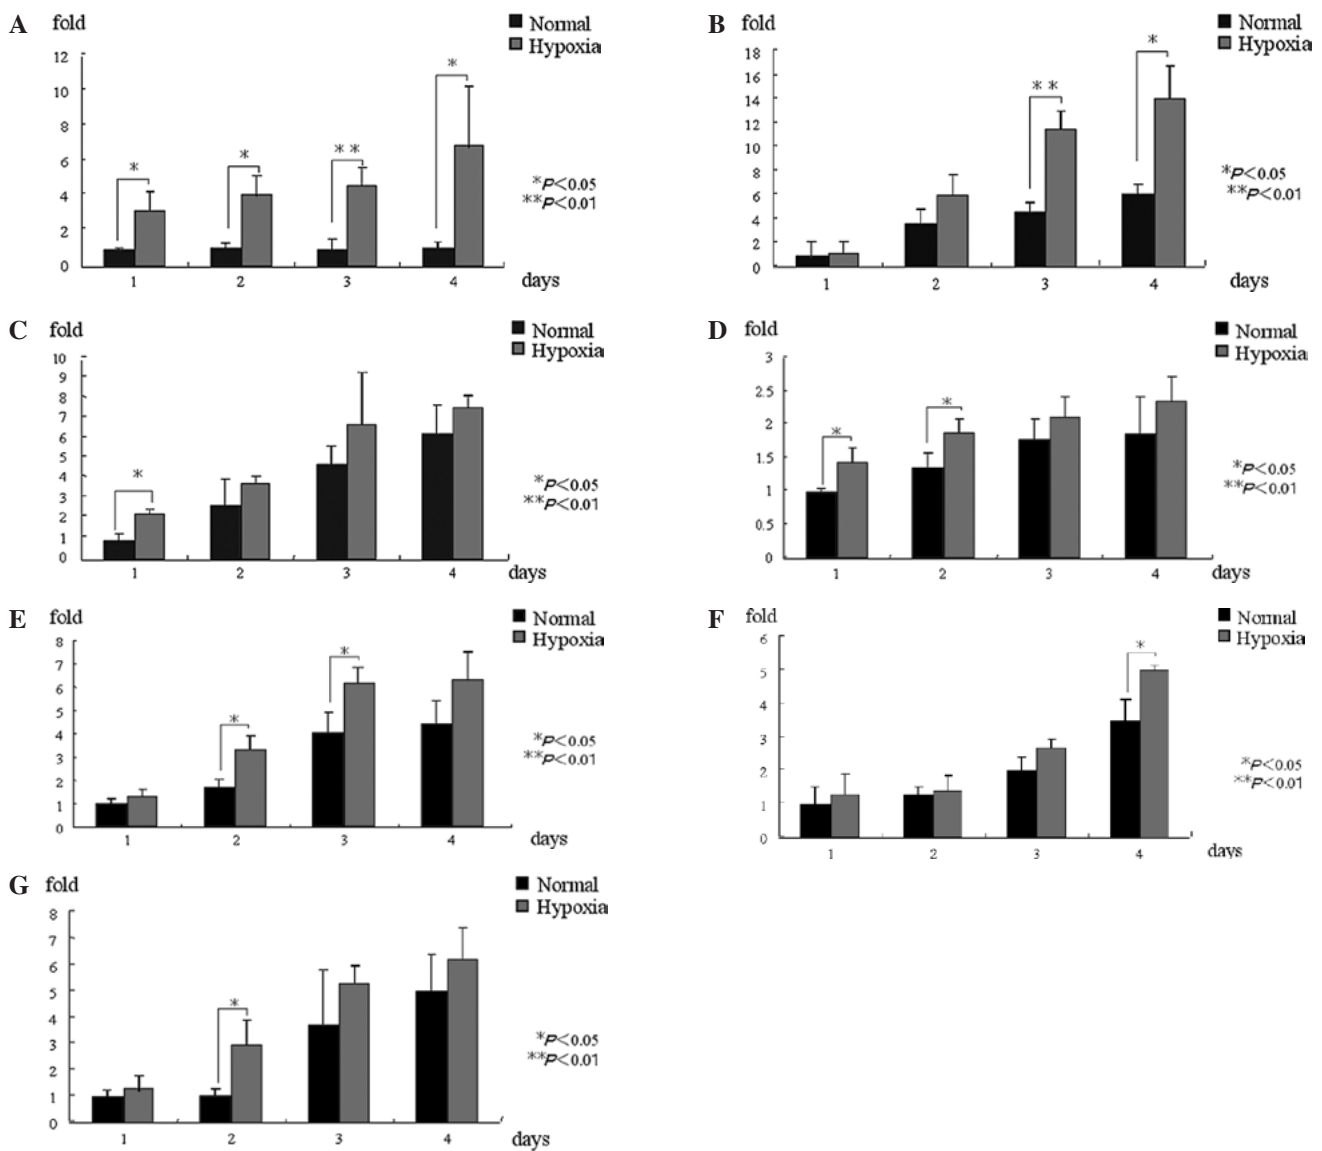 A fold
Normal
Hypoxia
12
10
8
6
4
2
0
*
*
**
*
*P<0.05
**P<0.01
1 2 3 4 days
B fold
Normal
Hypoxia
18
16
14
12
10
8
6
4
2
0
**
*
*P<0.05
**P<0.01
1 2 3 4 days
C fold
Normal
Hypoxia
10
9
8
7
6
5
4
3
2
1
0
*
*P<0.05
**P<0.01
1 2 3 4 days
D fold
Normal
Hypoxia
3
2.5
2
1.5
1
0.5
0
*
*
*P<0.05
**P<0.01
1 2 3 4 days
E fold
Normal
Hypoxia
8
7
6
5
4
3
2
1
0
*
*
*P<0.05
**P<0.01
1 2 3 4 days
F fold
Normal
Hypoxia
6
5
4
3
2
1
0
*
*P<0.05
**P<0.01
1 2 3 4 days
G fold
Normal
Hypoxia
8
7
6
5
4
3
2
1
0
*
*P<0.05
**P<0.01
1 2 3 4 days